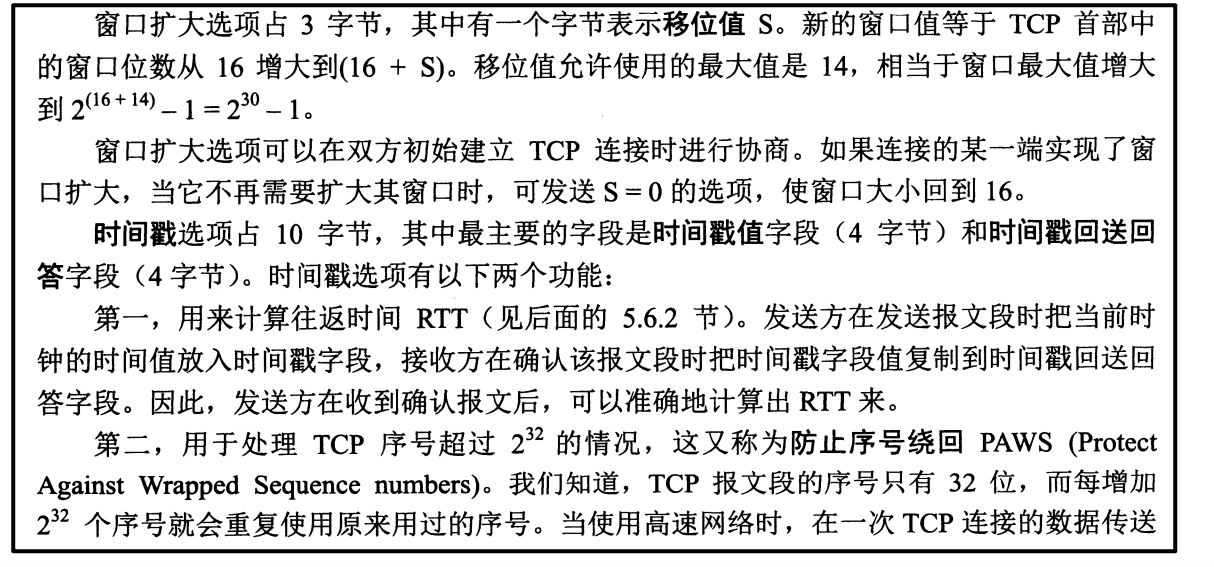 窗口扩大选项占 3 字节，其中有一个字节表示移位值 S。新的窗口值等于 TCP 首部中
的窗口位数从 16 增大到(16 + S)。移位值允许使用的最大值是 14，相当于窗口最大值增大
到 2^(16 + 14) – 1 = 2^30 – 1。
窗口扩大选项可以在双方初始建立 TCP 连接时进行协商。如果连接的某一端实现了窗
口扩大，当它不再需要扩大其窗口时，可发送 S = 0 的选项，使窗口大小回到 16。
时间戳选项占 10 字节，其中最主要的字段是时间戳值字段（4 字节）和时间戳回送回
答字段（4 字节）。时间戳选项有以下两个功能：
第一，用来计算往返时间 RTT（见后面的 5.6.2 节）。发送方在发送报文段时把当前时
钟的时间值放入时间戳字段，接收方在确认该报文段时把时间戳字段值复制到时间戳回送回
答字段。因此，发送方在收到确认报文后，可以准确地计算出 RTT 来。
第二，用于处理 TCP 序号超过 2^32 的情况，这又称为防止序号绕回 PAWS (Protect
Against Wrapped Sequence numbers)。我们知道，TCP 报文段的序号只有 32 位，而每增加
2^32 个序号就会重复使用原来用过的序号。当使用高速网络时，在一次 TCP 连接的数据传送